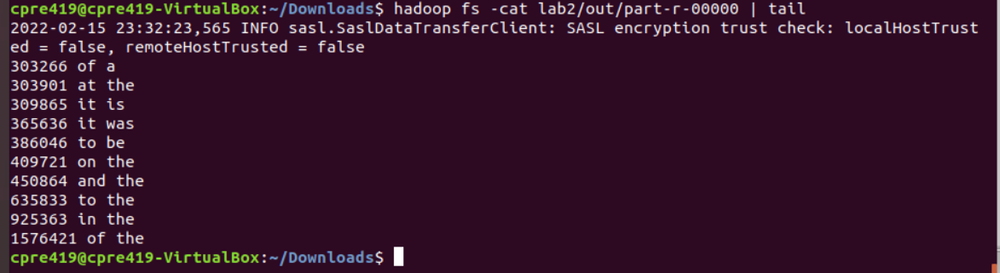 cpre419@cpre419-VirtualBox:~/Downloads$ hadoop fs -cat lab2/out/part-r-00000 | tail
2022-02-15 23:32:23,565 INFO sasl.SaslDataTransferClient: SASL encryption trust check: localHostTrust
ed = false, remoteHostTrusted = false
303266 of a
303901 at the
309865 it is
365636 it was
386046 to be
409721 on the
450864 and the
635833 to the
925363 in the
1576421 of the
cpre419@cpre419-VirtualBox:~/Downloads$